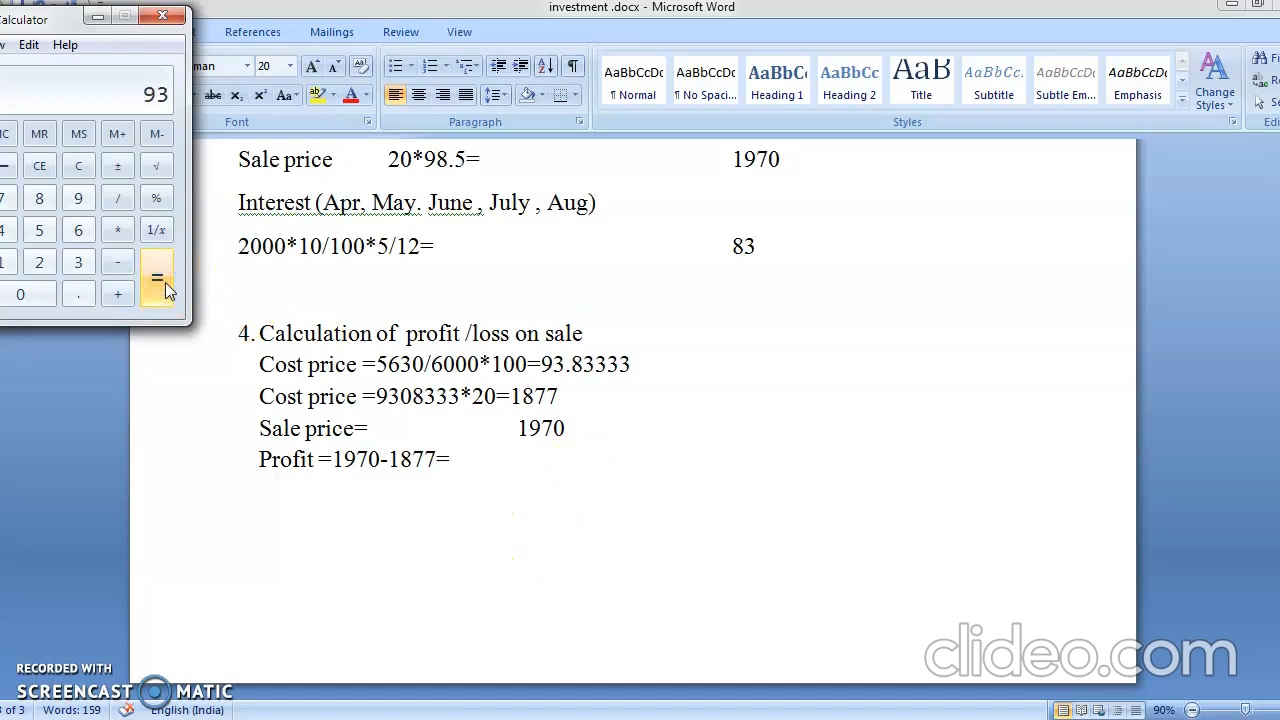 investment .docx - Microsoft Word
Calculator
Edit Help
93
References Mailings Review View
20
Font
Paragraph
AaBbCcDc AaBbCcDc AaBbCc AaBbCc AaB AaBbCc. AaBbCcDc AaBbCcDc
¶ Normal ¶ No Spaci... Heading 1 Heading 2 Title Subtitle Subtle Em... Emphasis
Change
Styles
Styles
MR MS M+ M-
CE C ± √
7 8 9 / %
4 5 6 * 1/x
1 2 3 - =
0 . +
Sale price 20*98.5= 1970
Interest (Apr, May. June , July , Aug)
2000*10/100*5/12= 83
4. Calculation of profit /loss on sale
Cost price =5630/6000*100=93.83333
Cost price =9308333*20=1877
Sale price= 1970
Profit =1970-1877=
clideo.com
RECORDED WITH
SCREENCAST MATIC
of 3 Words: 159 English (India) 90%